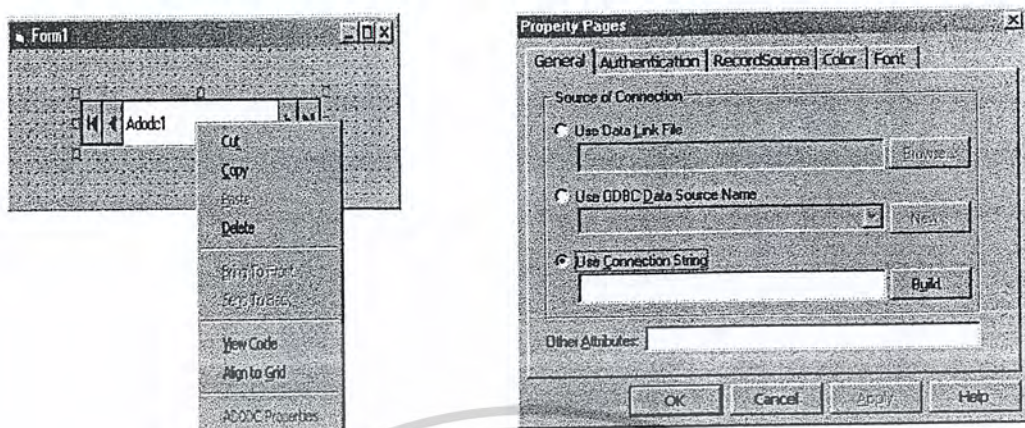 Form1
Adodc1
Cut
Copy
Paste
Delete
Bring To Front
Send To Back
View Code
Align to Grid
ADODC Properties
Property Pages
General Authentication RecordSource Color Font
Source of Connection
Use Data Link File
Browse...
Use ODBC Data Source Name
New...
Use Connection String
Build
Other Attributes:
OK Cancel Apply Help